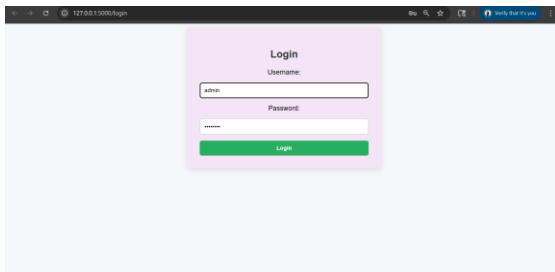 127.0.0.1:5000/login
Verify that it's you
Login
Username:
admin
Password:
••••••••
Login